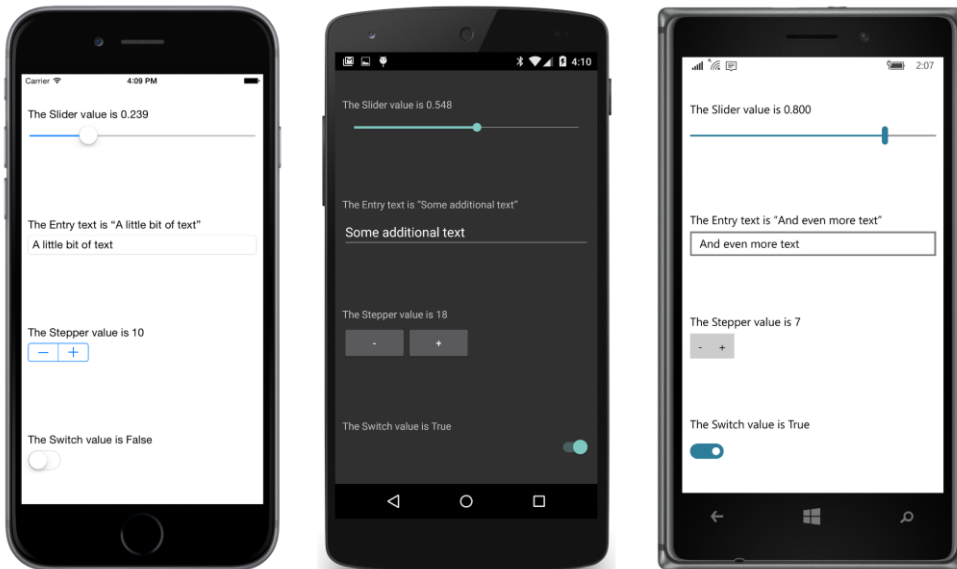 Carrier
4:09 PM
The Slider value is 0.239
The Entry text is “A little bit of text”
A little bit of text
The Stepper value is 10
− +
The Switch value is False
4:10
The Slider value is 0.548
The Entry text is “Some additional text”
Some additional text
The Stepper value is 18
- +
The Switch value is True
2:07
The Slider value is 0.800
The Entry text is “And even more text”
And even more text
The Stepper value is 7
- +
The Switch value is True